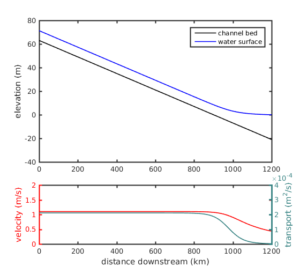 80
60
40
20
0
-20
-40
elevation (m)
channel bed
water surface
0 200 400 600 800 1000 1200
2
1.5
1
0.5
0
velocity (m/s)
× 10⁻⁴
4
3
2
1
0
transport (m²/s)
0 200 400 600 800 1000 1200
distance downstream (km)